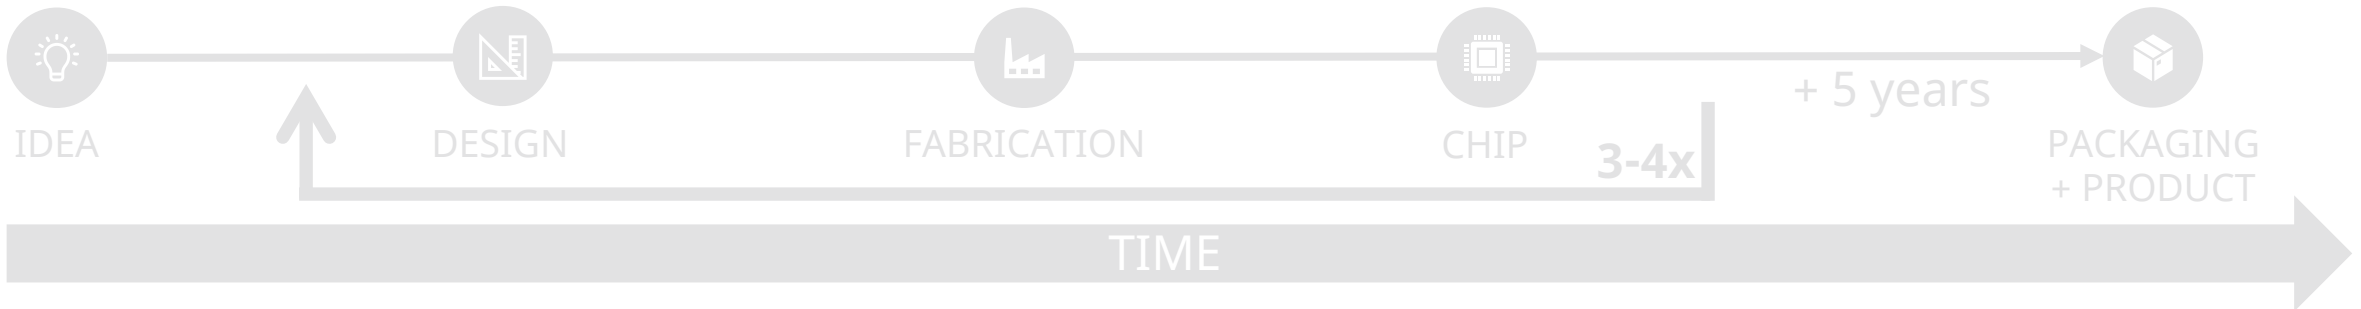 + 5 years
IDEA
DESIGN
FABRICATION
CHIP
3-4x
PACKAGING
+ PRODUCT
TIME